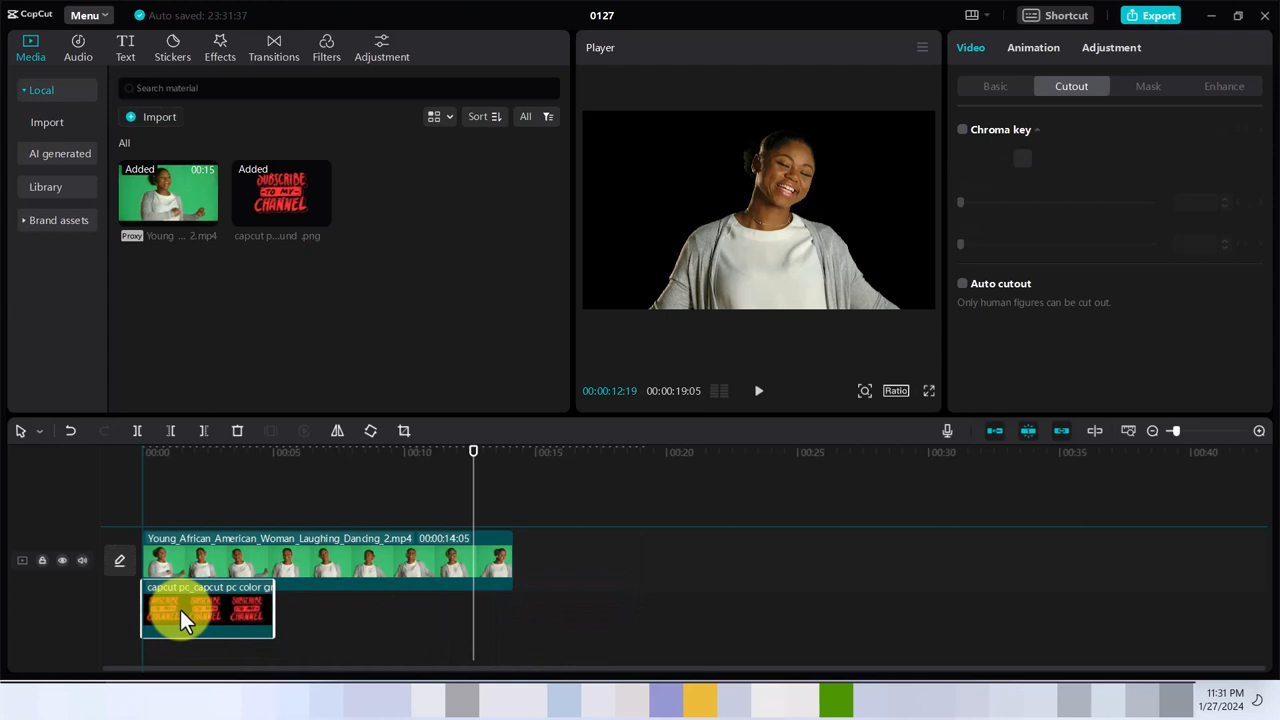 CapCut
Menu
Auto saved: 23:31:37
0127
Shortcut
Export
Media
Audio
Text
Stickers
Effects
Transitions
Filters
Adjustment
Local
Import
AI generated
Library
Brand assets
Search material
Import
Sort
All
All
Added
00:15
Proxy
Young ... 2.mp4
Added
SUBSCRIBE
TO MY
CHANNEL
capcut p...und .png
Player
00:00:12:19
00:00:19:05
Ratio
Video
Animation
Adjustment
Basic
Cutout
Mask
Enhance
Chroma key
Auto cutout
Only human figures can be cut out.
00:00
00:05
00:10
00:15
00:20
00:25
00:30
00:35
00:40
Young_African_American_Woman_Laughing_Dancing_2.mp4
00:00:14:05
capcut pc_capcut pc color gr
SUBSCRIBE
TO MY
CHANNEL
11:31 PM
1/27/2024